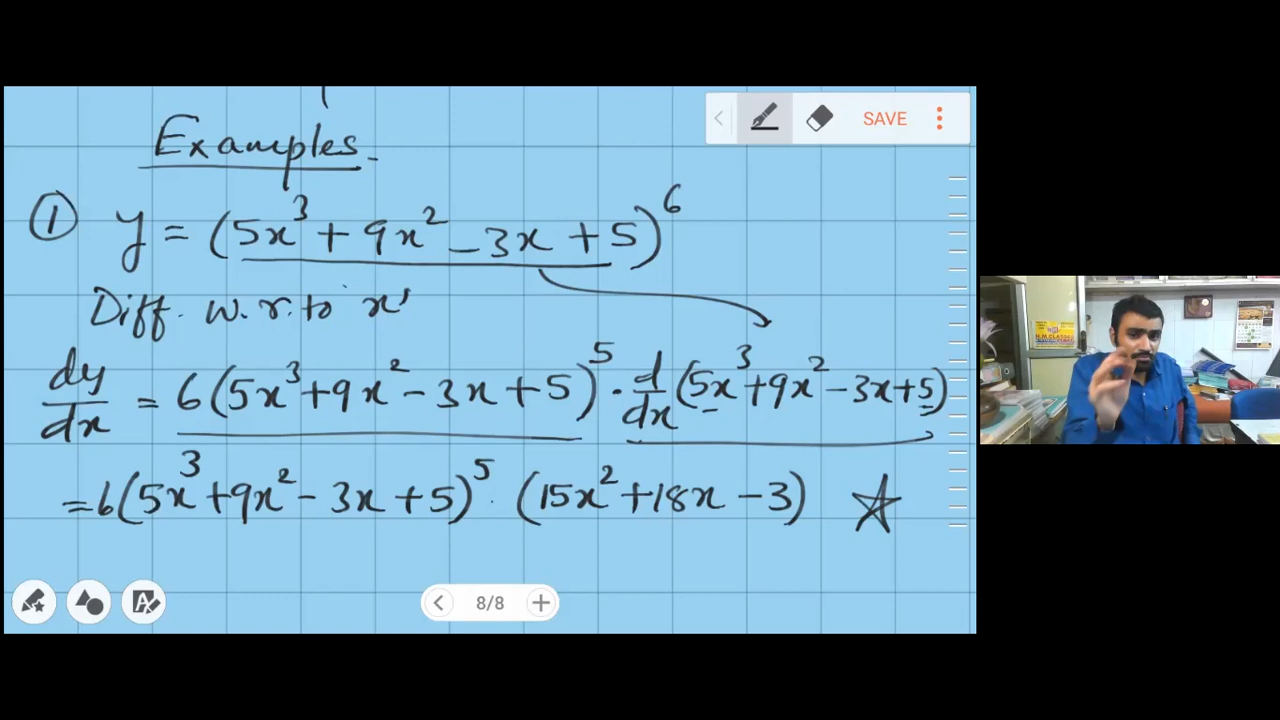 SAVE
Examples.
① y = (5x³ + 9x² - 3x + 5)⁶
Diff. w.r.to 'x'
dy/dx = 6(5x³+9x²-3x+5)⁵ · d/dx (5x³+9x²-3x+5)
= 6(5x³+9x²-3x+5)⁵ · (15x²+18x-3)
8/8